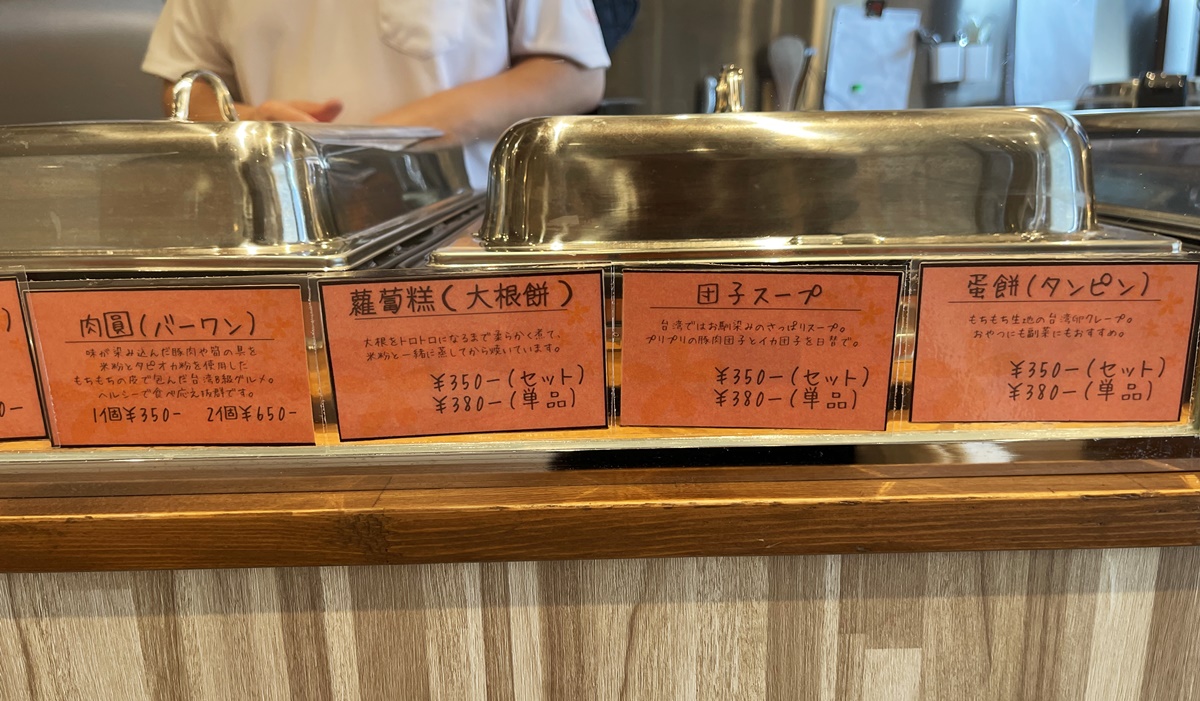 )
0-
肉圓(バーワン)
味が染み込んだ豚肉や筍の具を
米粉とタピオカ粉を使用した
もちもちの皮で包んだ台湾B級グルメ。
ヘルシーで食べ応え抜群です。
1個¥350- 2個¥650-
蘿蔔糕(大根餅)
大根をトロトロになるまで柔らかく煮て、
米粉と一緒に蒸してから焼いています。
¥350-(セット)
¥380-(単品)
団子スープ
台湾ではお馴染みのさっぱりスープ。
プリプリの豚肉団子とイカ団子を日替で。
¥350-(セット)
¥380-(単品)
蛋餅(タンピン)
もちもち生地の台湾卵クレープ。
おやつにも副菜にもおすすめ。
¥350-(セット)
¥380-(単品)